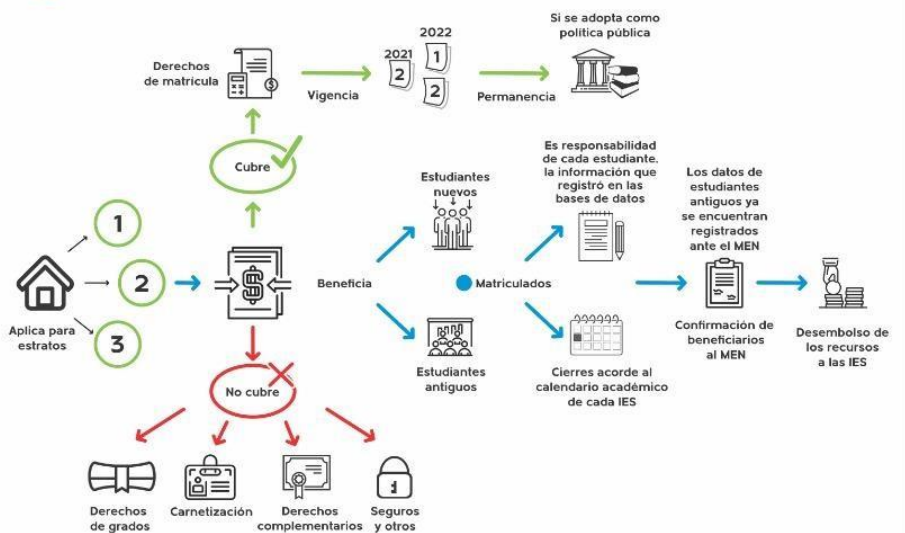 Si se adopta como
política pública
Derechos
de matrícula
Vigencia
2021
2
2022
1
2
Permanencia
Cubre
Estudiantes
nuevos
Es responsabilidad
de cada estudiante.
la información que
registró en las
bases de datos
Los datos de
estudiantes
antiguos ya
se encuentran
registrados
ante el MEN
1
2
3
Aplica para
estratos
$
Beneficia
Matriculados
Estudiantes
antiguos
Cierres acorde al
calendario académico
de cada IES
Confirmación de
beneficiarios
al MEN
Desembolso de
los recursos
a las IES
No cubre
Derechos
de grados
Carnetización
Derechos
complementarios
Seguros
y otros